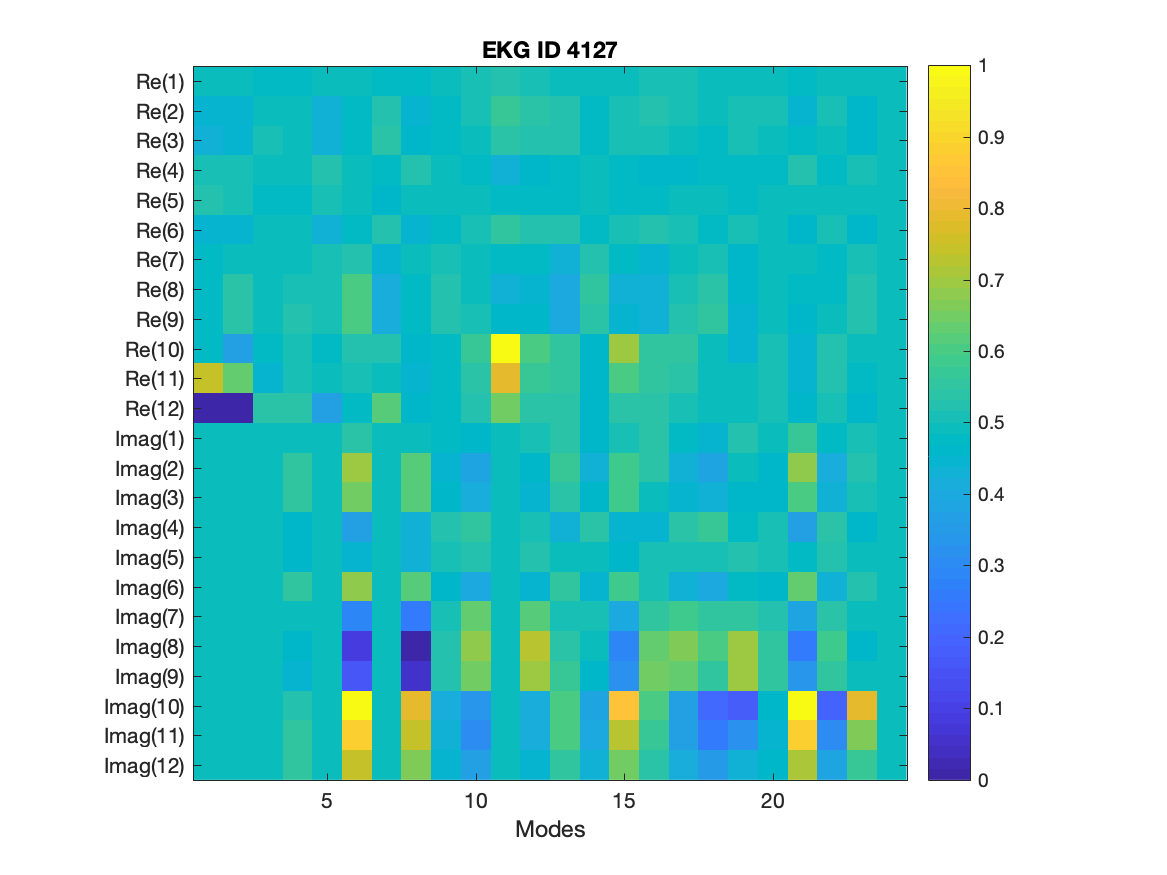 EKG ID 4127
Re(1)
Re(2)
Re(3)
Re(4)
Re(5)
Re(6)
Re(7)
Re(8)
Re(9)
Re(10)
Re(11)
Re(12)
Imag(1)
Imag(2)
Imag(3)
Imag(4)
Imag(5)
Imag(6)
Imag(7)
Imag(8)
Imag(9)
Imag(10)
Imag(11)
Imag(12)
5 10 15 20
Modes
1
0.9
0.8
0.7
0.6
0.5
0.4
0.3
0.2
0.1
0